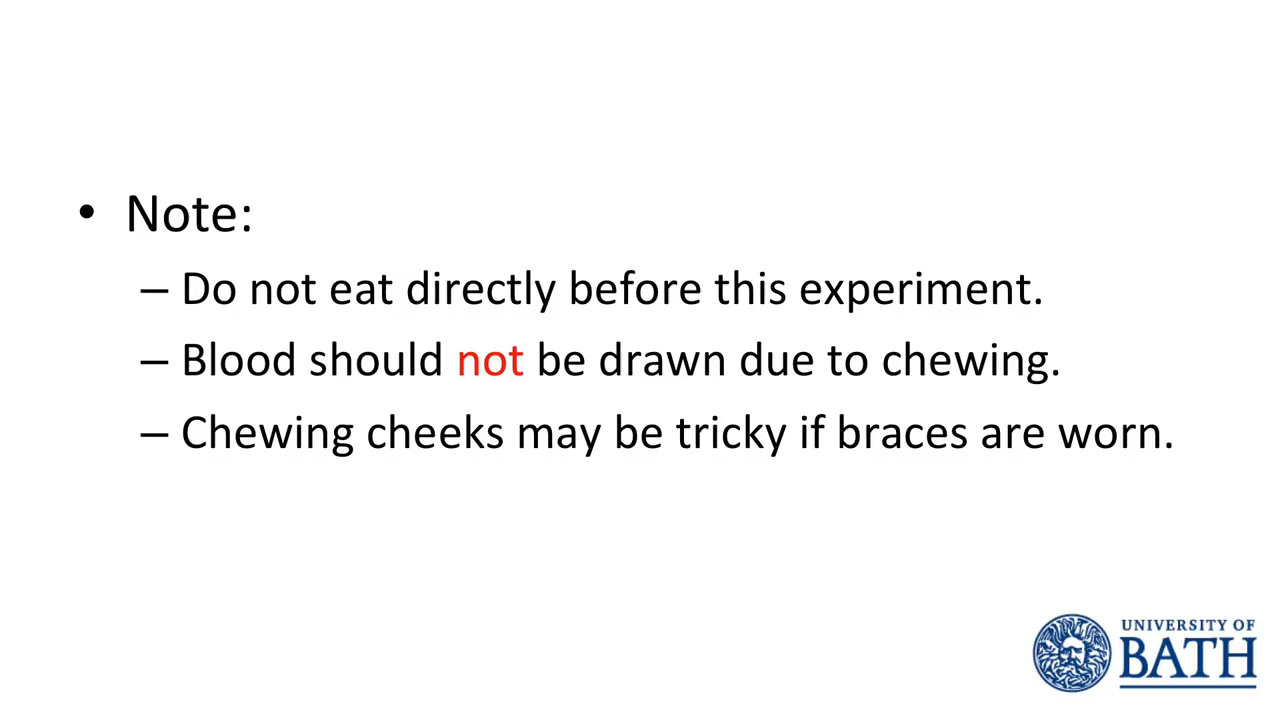 • Note:
– Do not eat directly before this experiment.
– Blood should not be drawn due to chewing.
– Chewing cheeks may be tricky if braces are worn.
UNIVERSITY OF
BATH